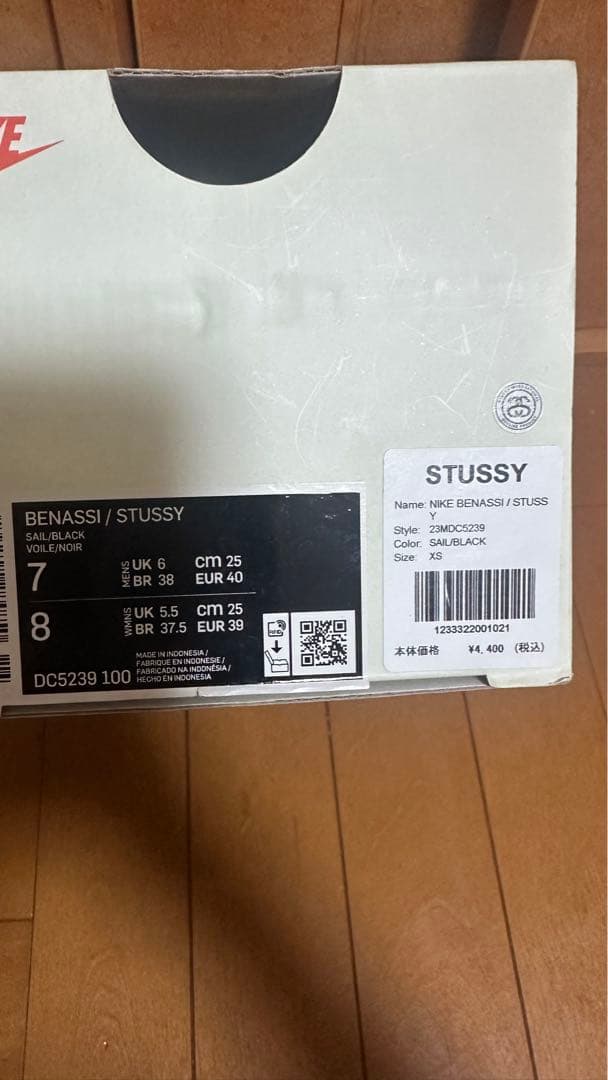 BENASSI / STUSSY
SAIL/BLACK
VOILE/NOIR
7
MENS
UK 6 cm 25
BR 38 EUR 40
8
WMNS
UK 5.5 cm 25
BR 37.5 EUR 39
MADE IN INDONESIA /
FABRIQUE EN INDONESIE /
FABRICADO NA INDONÉSIA /
HECHO EN INDONESIA
DC5239 100
STUSSY
Name: NIKE BENASSI / STUSS
Y
Style: 23MDC5239
Color: SAIL/BLACK
Size: XS
1233322001021
本体価格 ¥4,400 (税込)